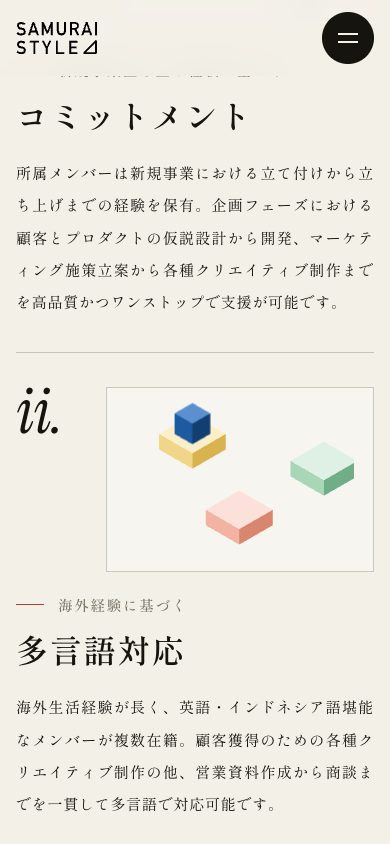 SAMURAI
STYLE
コミットメント
所属メンバーは新規事業における立て付けから立
ち上げまでの経験を保有。企画フェーズにおける
顧客とプロダクトの仮説設計から開発、マーケテ
ィング施策立案から各種クリエイティブ制作まで
を高品質かつワンストップで支援が可能です。
ii.
海外経験に基づく
多言語対応
海外生活経験が長く、英語・インドネシア語堪能
なメンバーが複数在籍。顧客獲得のための各種ク
リエイティブ制作の他、営業資料作成から商談ま
でを一貫して多言語で対応可能です。